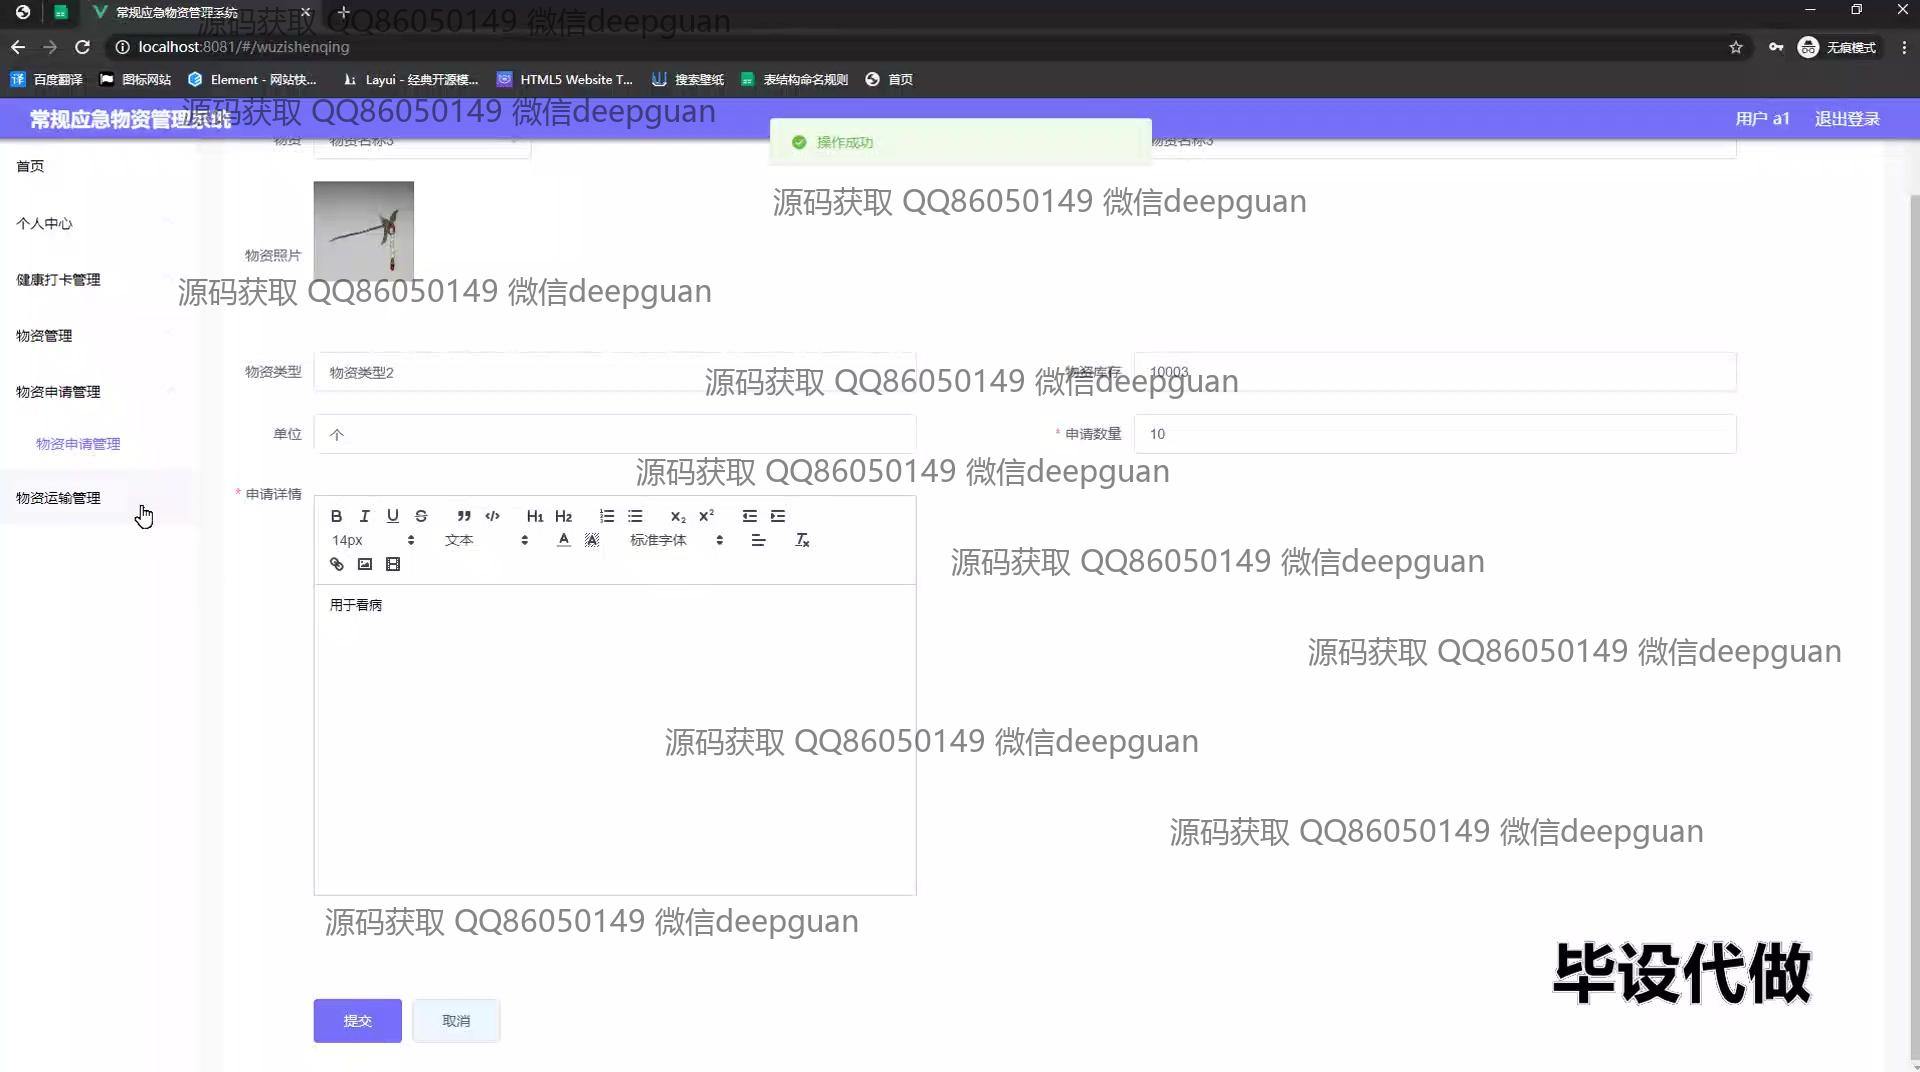 常规应急物资管理系统
源码获取 QQ86050149 微信deepguan
localhost:8081/#/wuzishenqing
无痕模式
百度翻译
图标网站
Element - 网站快...
Layui - 经典开源模...
HTML5 Website T...
搜索壁纸
表结构命名规则
首页
源码获取 QQ86050149 微信deepguan
常规应急物资管理系统
用户 a1
退出登录
操作成功
物资
物资名称3
物资名称3
首页
个人中心
健康打卡管理
物资管理
物资申请管理
物资申请管理
物资运输管理
源码获取 QQ86050149 微信deepguan
物资照片
源码获取 QQ86050149 微信deepguan
物资类型
物资类型2
物资库存
10003
源码获取 QQ86050149 微信deepguan
单位
个
* 申请数量
10
源码获取 QQ86050149 微信deepguan
* 申请详情
14px
文本
标准字体
源码获取 QQ86050149 微信deepguan
用于看病
源码获取 QQ86050149 微信deepguan
源码获取 QQ86050149 微信deepguan
源码获取 QQ86050149 微信deepguan
源码获取 QQ86050149 微信deepguan
毕设代做
提交
取消